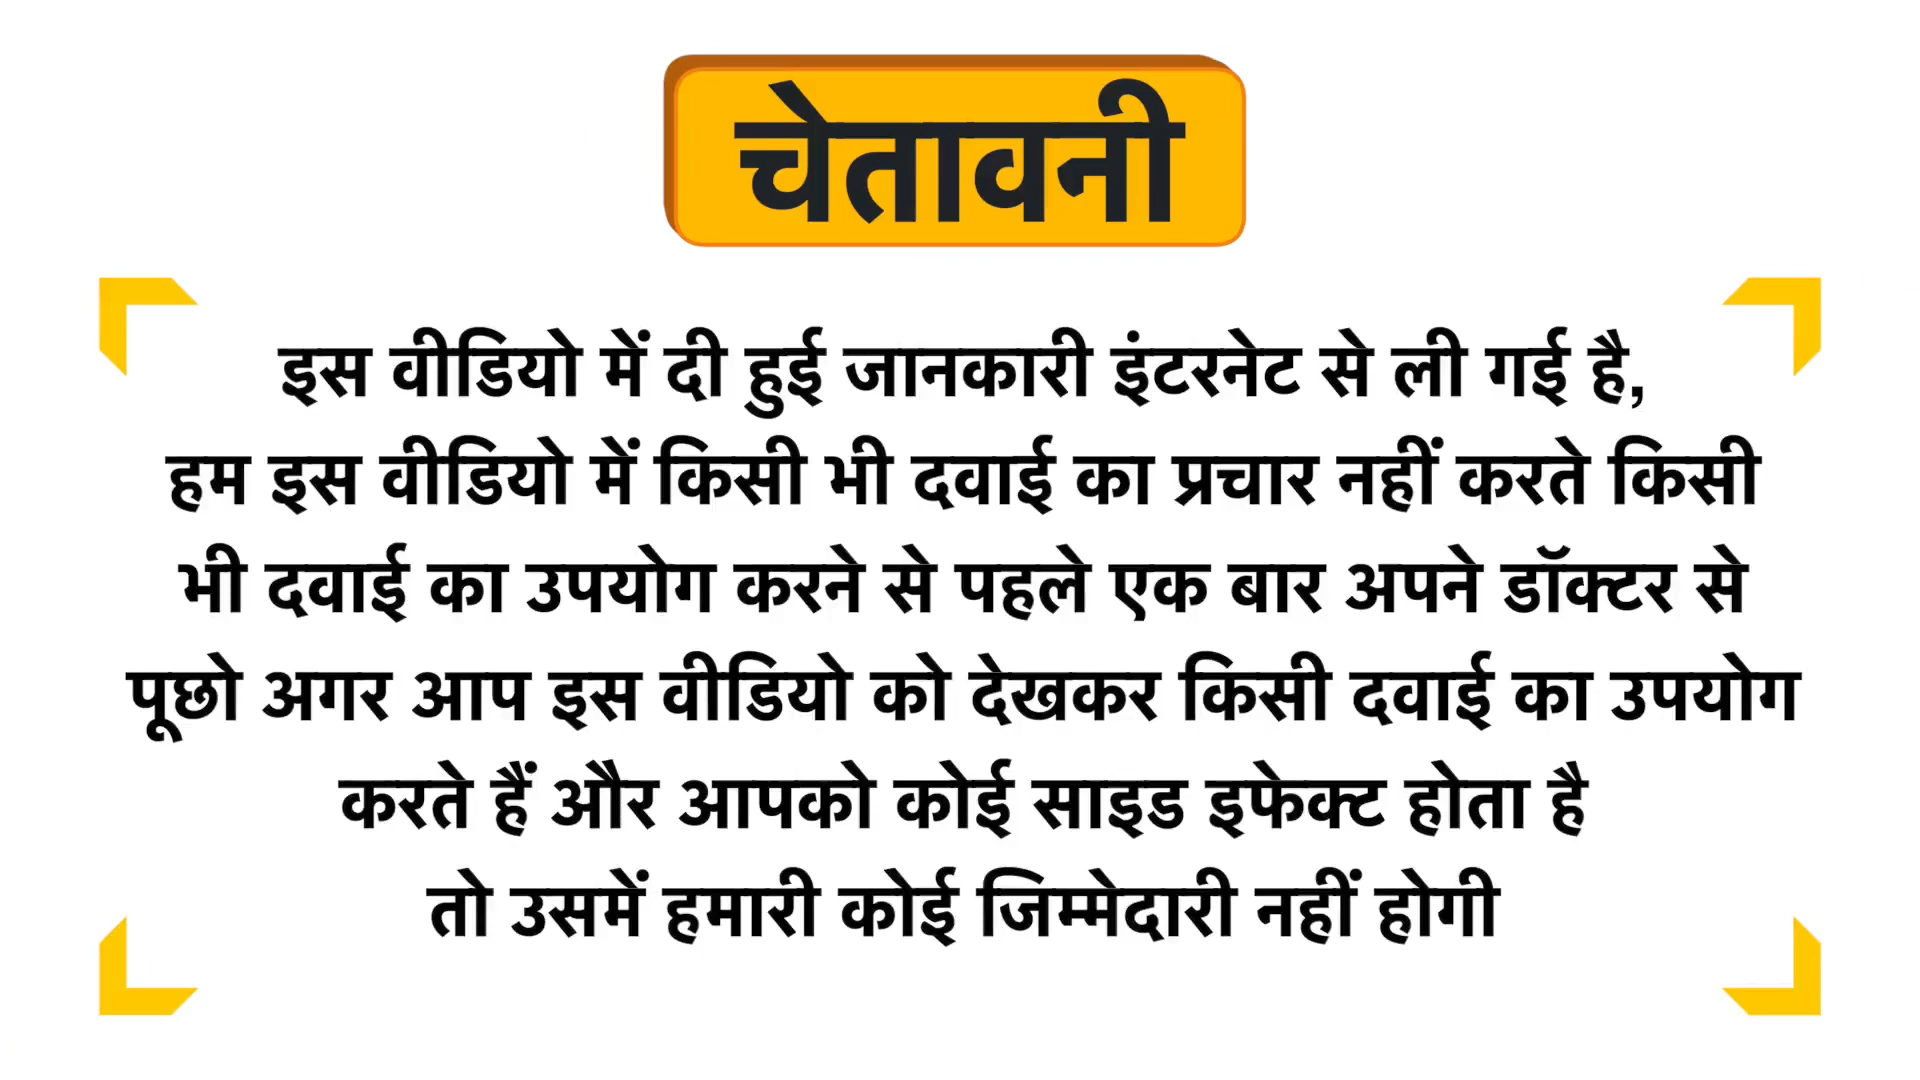 चेतावनी
इस वीडियो में दी हुई जानकारी इंटरनेट से ली गई है,
हम इस वीडियो में किसी भी दवाई का प्रचार नहीं करते किसी
भी दवाई का उपयोग करने से पहले एक बार अपने डॉक्टर से
पूछो अगर आप इस वीडियो को देखकर किसी दवाई का उपयोग
करते हैं और आपको कोई साइड इफेक्ट होता है
तो उसमें हमारी कोई जिम्मेदारी नहीं होगी